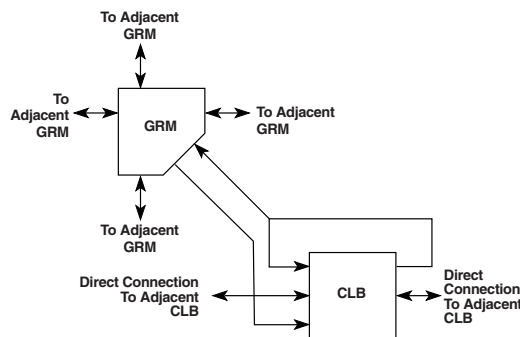 To Adjacent
GRM
To
Adjacent
GRM
GRM
To Adjacent
GRM
To Adjacent
GRM
Direct Connection
To Adjacent
CLB
CLB
Direct
Connection
To Adjacent
CLB